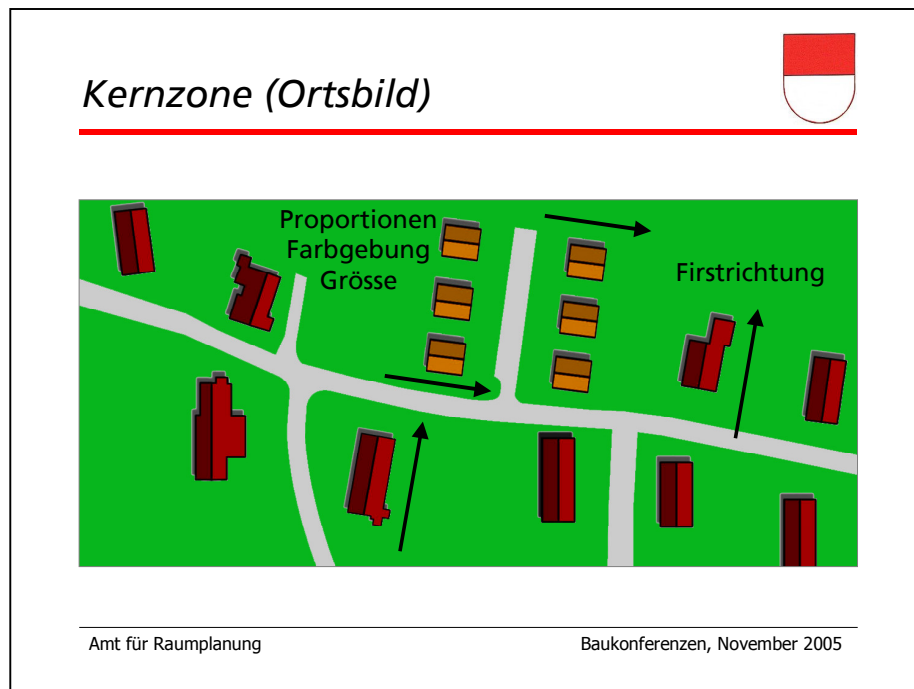 Kernzone (Ortsbild)
Proportionen
Farbgebung
Grösse
Firstrichtung
Amt für Raumplanung
Baukonferenzen, November 2005